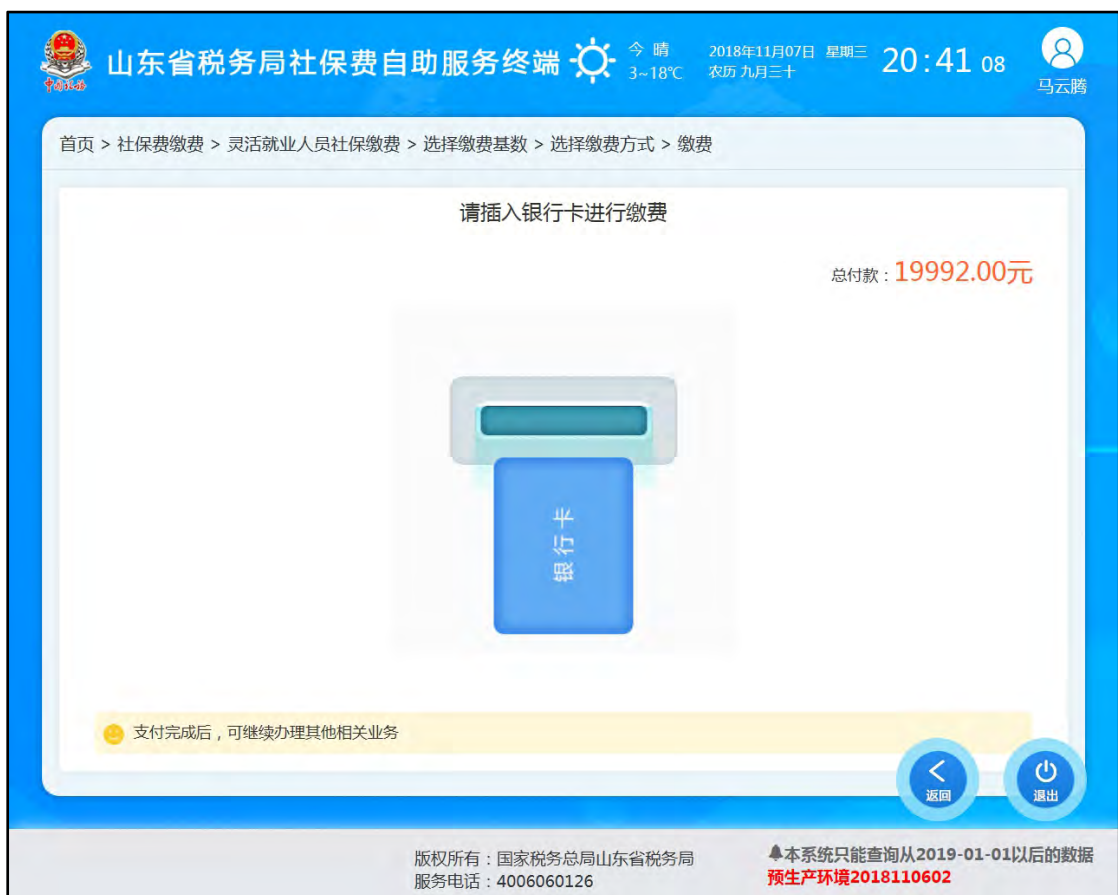 中国税务
山东省税务局社保费自助服务终端
今 晴
3~18℃
2018年11月07日 星期三
农历 九月三十
20:41 08
马云腾
首页 > 社保费缴费 > 灵活就业人员社保缴费 > 选择缴费基数 > 选择缴费方式 > 缴费
请插入银行卡进行缴费
总付款：19992.00元
银行卡
支付完成后，可继续办理其他相关业务
返回
退出
版权所有：国家税务总局山东省税务局
服务电话：4006060126
本系统只能查询从2019-01-01以后的数据
预生产环境2018110602